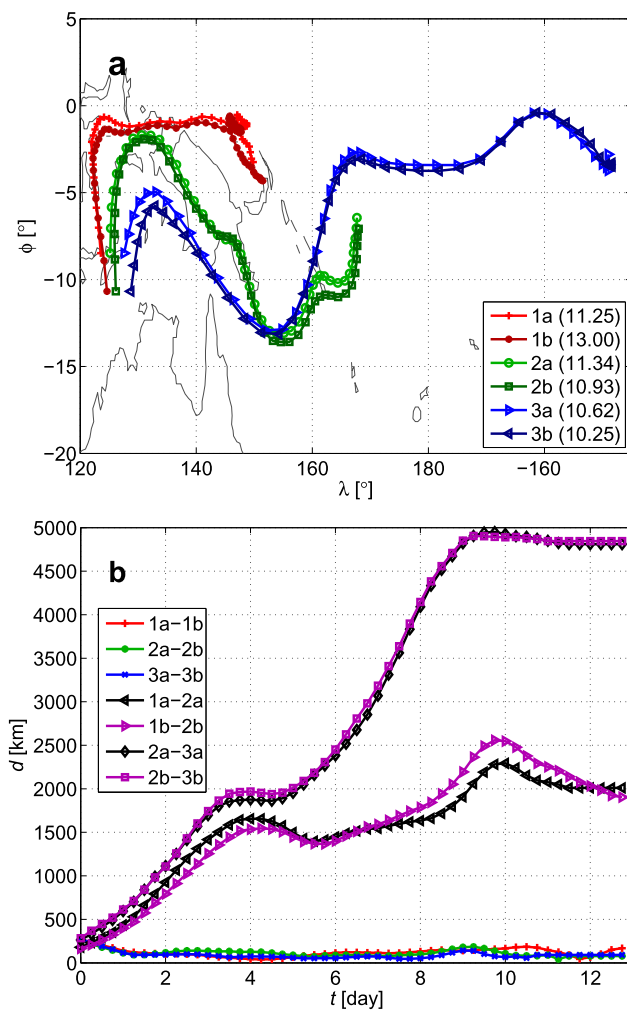 a
5
0
−5
−10
−15
−20
ϕ [°]
120
140
160
180
−160
λ [°]
1a (11.25)
1b (13.00)
2a (11.34)
2b (10.93)
3a (10.62)
3b (10.25)
b
5000
4500
4000
3500
3000
2500
2000
1500
1000
500
0
d [km]
1a−1b
2a−2b
3a−3b
1a−2a
1b−2b
2a−3a
2b−3b
0
2
4
6
8
10
12
t [day]